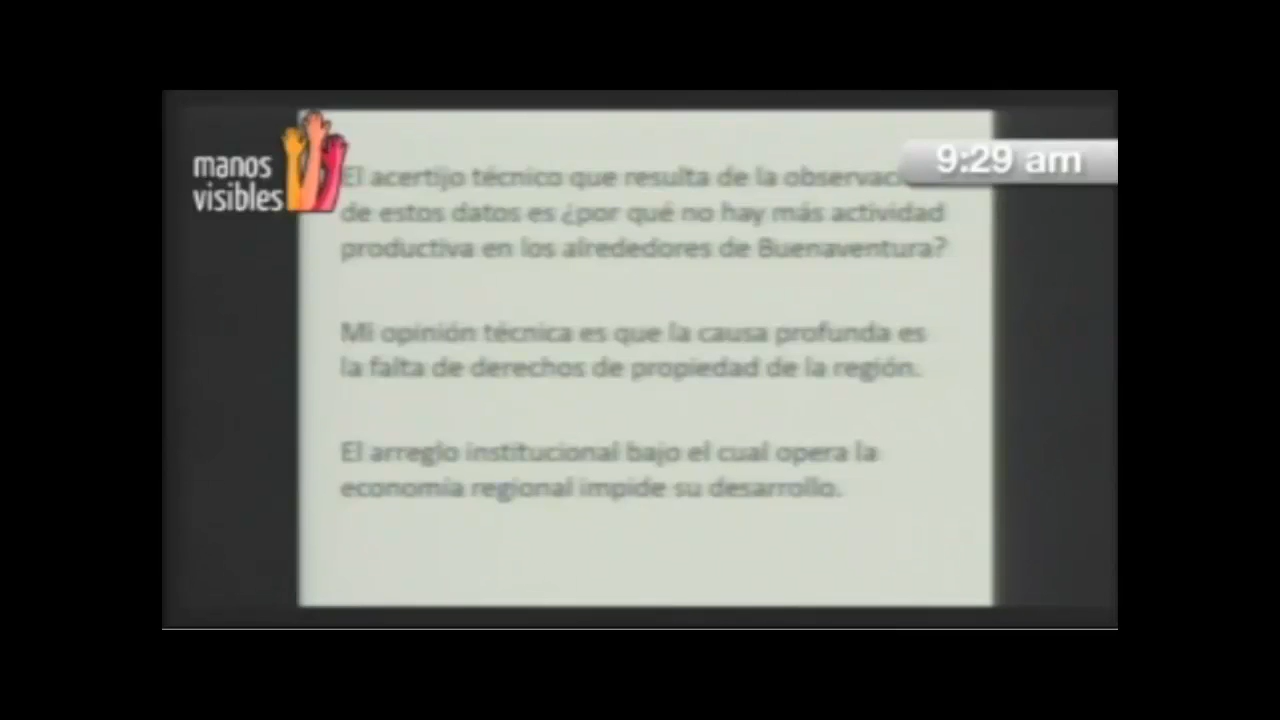 manos
visibles
9:29 am
El acertijo técnico que resulta de la
de estos datos es ¿por qué no hay más actividad
productiva en los alrededores de Buenaventura?
Mi opinión técnica es que la causa profunda es
la falta de derechos de propiedad de la región.
El arreglo institucional bajo el cual opera la
economía regional impide su desarrollo.